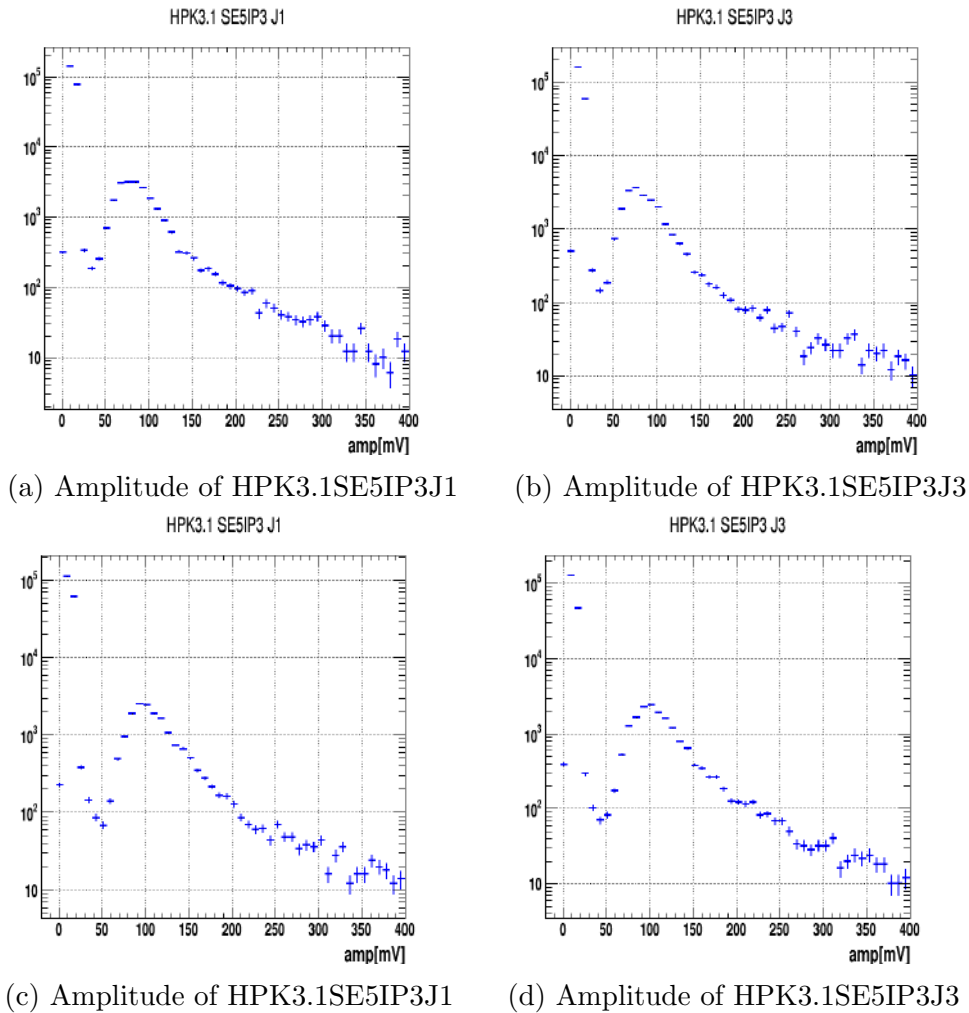 HPK3.1 SE5IP3 J1
10^5
10^4
10^3
10^2
10
0 50 100 150 200 250 300 350 400
amp[mV]
(a) Amplitude of HPK3.1SE5IP3J1
HPK3.1 SE5IP3 J3
10^5
10^4
10^3
10^2
10
0 50 100 150 200 250 300 350 400
amp[mV]
(b) Amplitude of HPK3.1SE5IP3J3
HPK3.1 SE5IP3 J1
10^5
10^4
10^3
10^2
10
0 50 100 150 200 250 300 350 400
amp[mV]
(c) Amplitude of HPK3.1SE5IP3J1
HPK3.1 SE5IP3 J3
10^5
10^4
10^3
10^2
10
0 50 100 150 200 250 300 350 400
amp[mV]
(d) Amplitude of HPK3.1SE5IP3J3